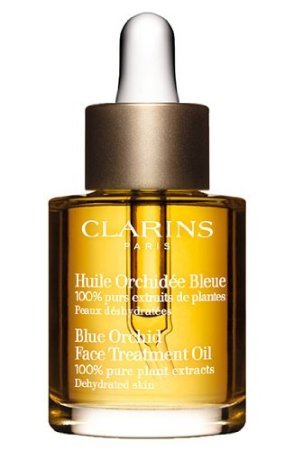 CLARINS
PARIS
Huile Orchidée Bleue
100% purs extraits de plantes
Peaux déshydratées
Blue Orchid
Face Treatment Oil
100% pure plant extracts
Dehydrated skin